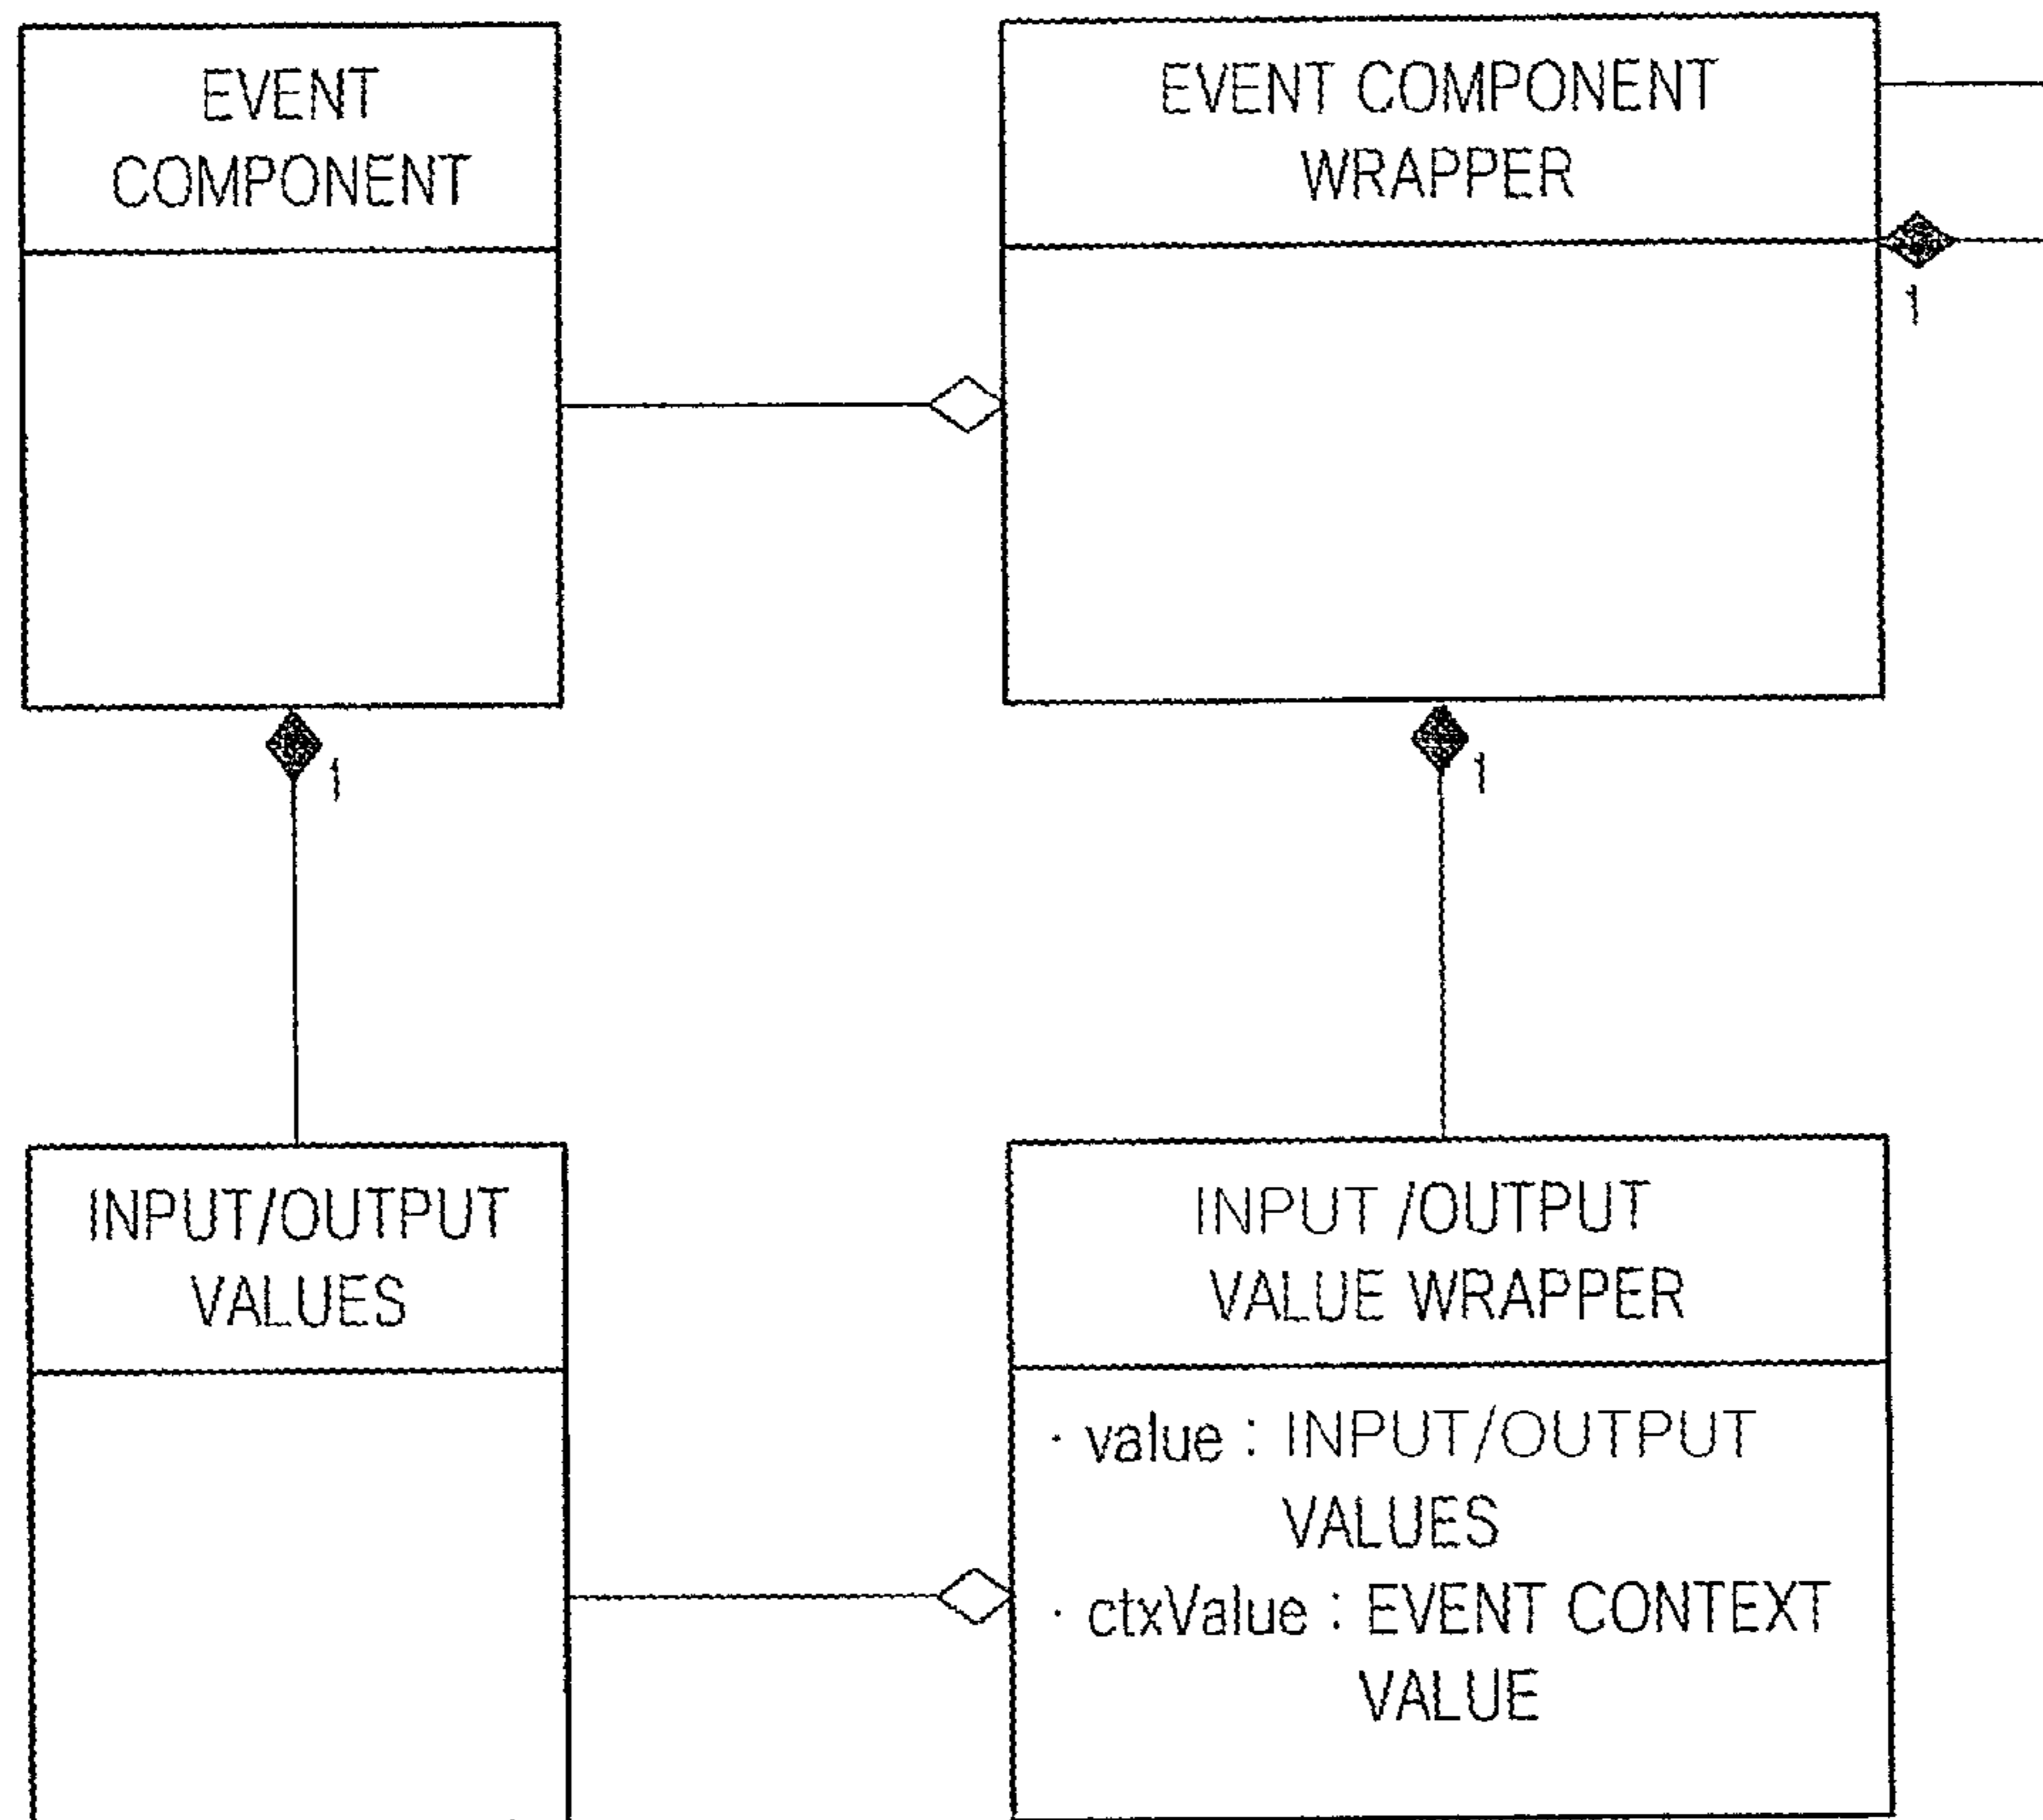 EVENT
COMPONENT
EVENT COMPONENT
WRAPPER
1
1
1
INPUT/OUTPUT
VALUES
INPUT /OUTPUT
VALUE WRAPPER
· value : INPUT/OUTPUT
VALUES
· ctxValue : EVENT CONTEXT
VALUE